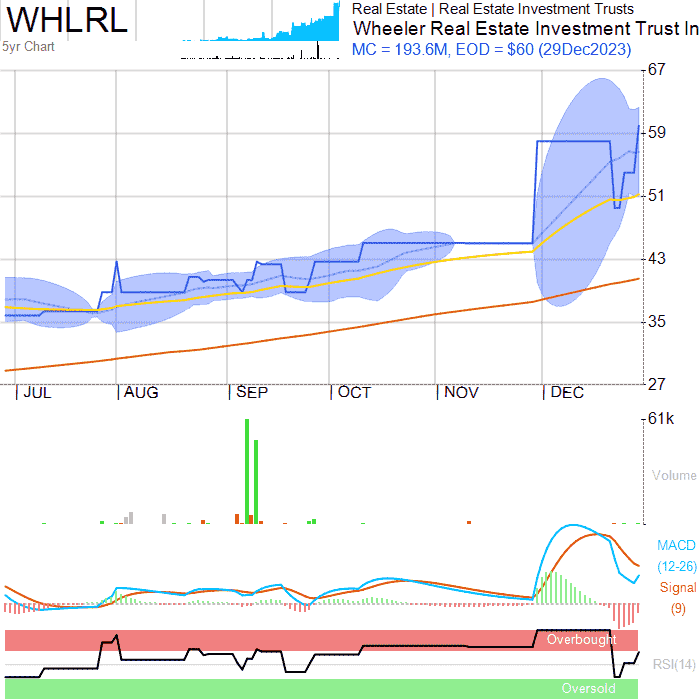 WHLRL
5yr Chart
Real Estate | Real Estate Investment Trusts
Wheeler Real Estate Investment Trust In
MC = 193.6M, EOD = $60 (29Dec2023)
67
59
51
43
35
27
JUL
AUG
SEP
OCT
NOV
DEC
61k
Volume
MACD
(12-26)
Signal
(9)
Overbought
RSI(14)
Oversold